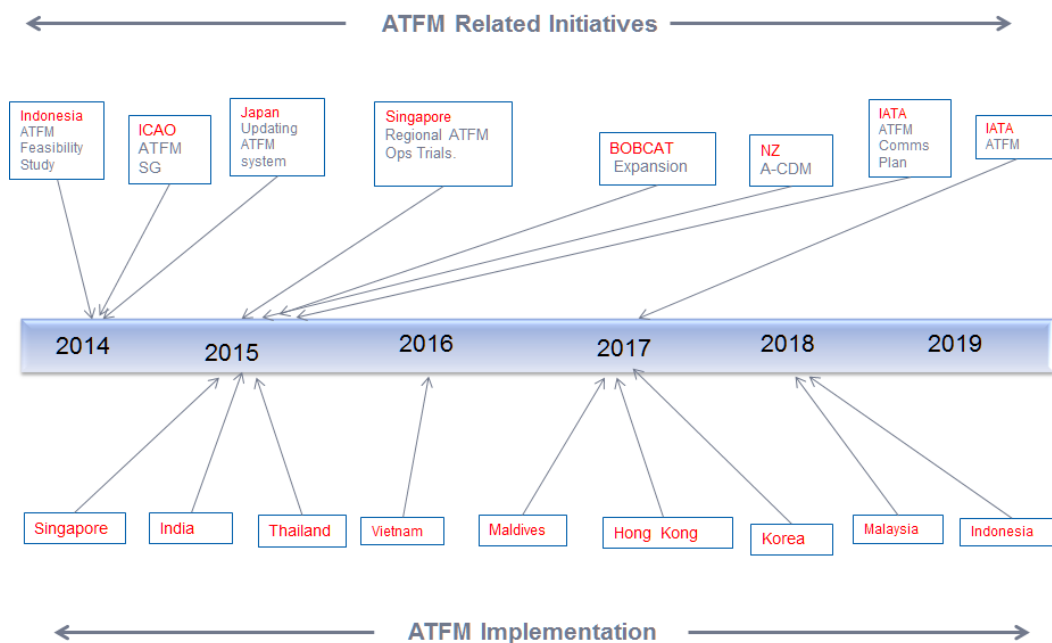 ATFM Related Initiatives
Indonesia
ATFM
Feasibility
Study
ICAO
ATFM
SG
Japan
Updating
ATFM
system
Singapore
Regional ATFM
Ops Trials.
BOBCAT
Expansion
NZ
A-CDM
IATA
ATFM
Comms
Plan
IATA
ATFM
2014
2015
2016
2017
2018
2019
Singapore
India
Thailand
Vietnam
Maldives
Hong Kong
Korea
Malaysia
Indonesia
ATFM Implementation